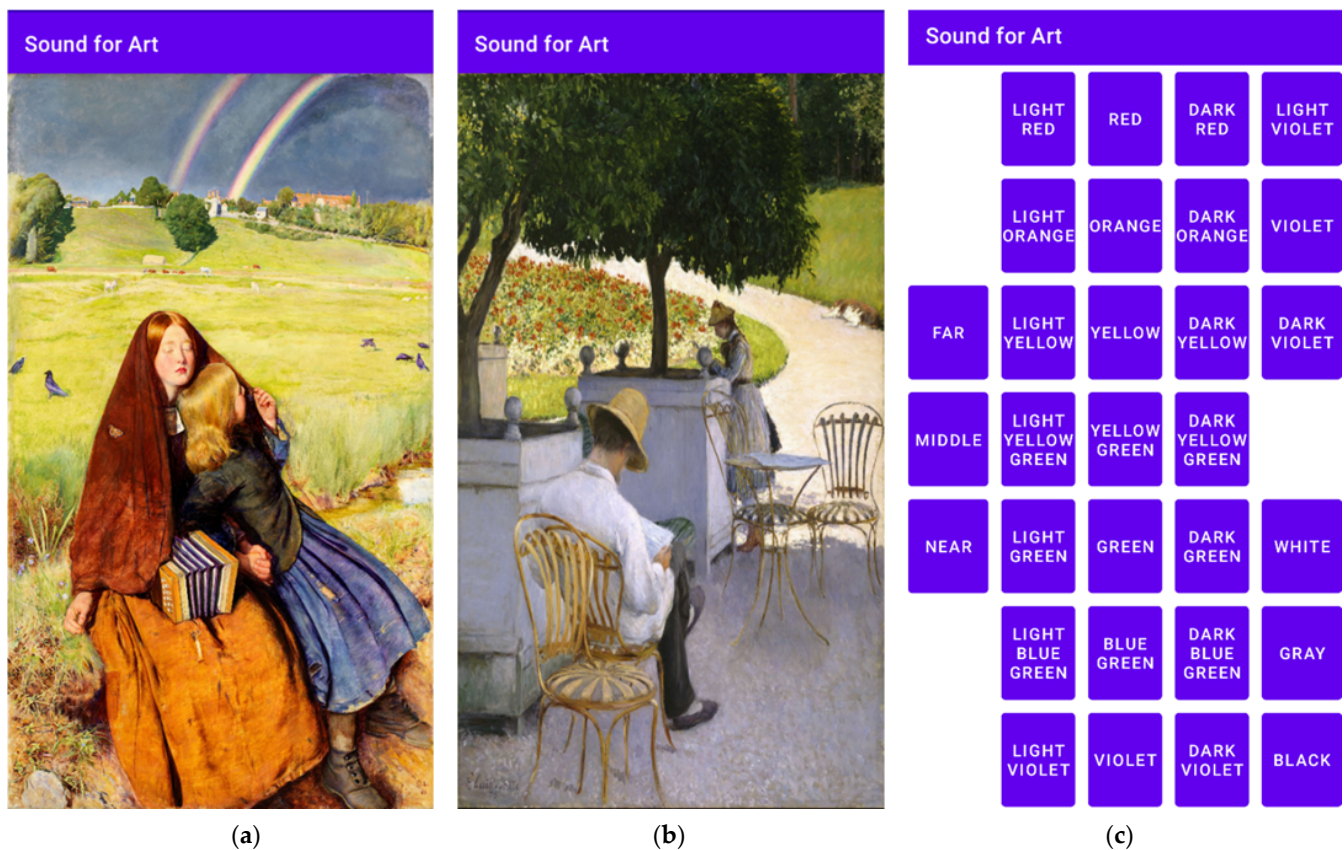 Sound for Art
Sound for Art
Sound for Art
LIGHT
RED
RED
DARK
RED
LIGHT
VIOLET
LIGHT
ORANGE
ORANGE
DARK
ORANGE
VIOLET
FAR
LIGHT
YELLOW
YELLOW
DARK
YELLOW
DARK
VIOLET
MIDDLE
LIGHT
YELLOW
GREEN
YELLOW
GREEN
DARK
YELLOW
GREEN
NEAR
LIGHT
GREEN
GREEN
DARK
GREEN
WHITE
LIGHT
BLUE
GREEN
BLUE
GREEN
DARK
BLUE
GREEN
GRAY
LIGHT
VIOLET
VIOLET
DARK
VIOLET
BLACK
(a)
(b)
(c)